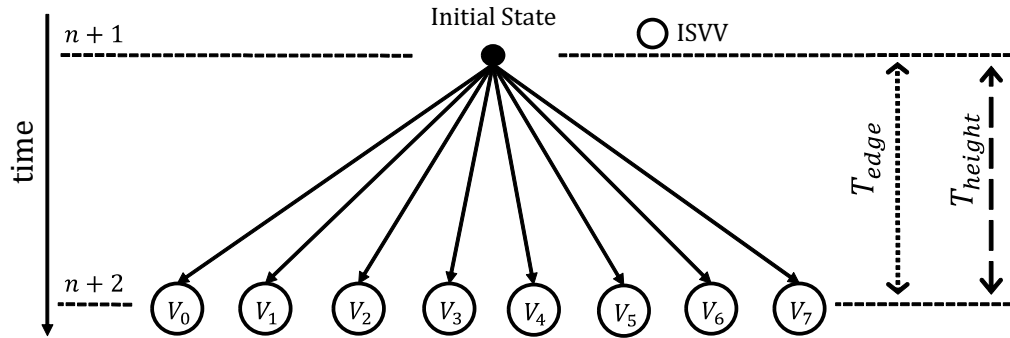 Initial State
n + 1
ISVV
time
T_edge
T_height
n + 2
V_0 V_1 V_2 V_3 V_4 V_5 V_6 V_7